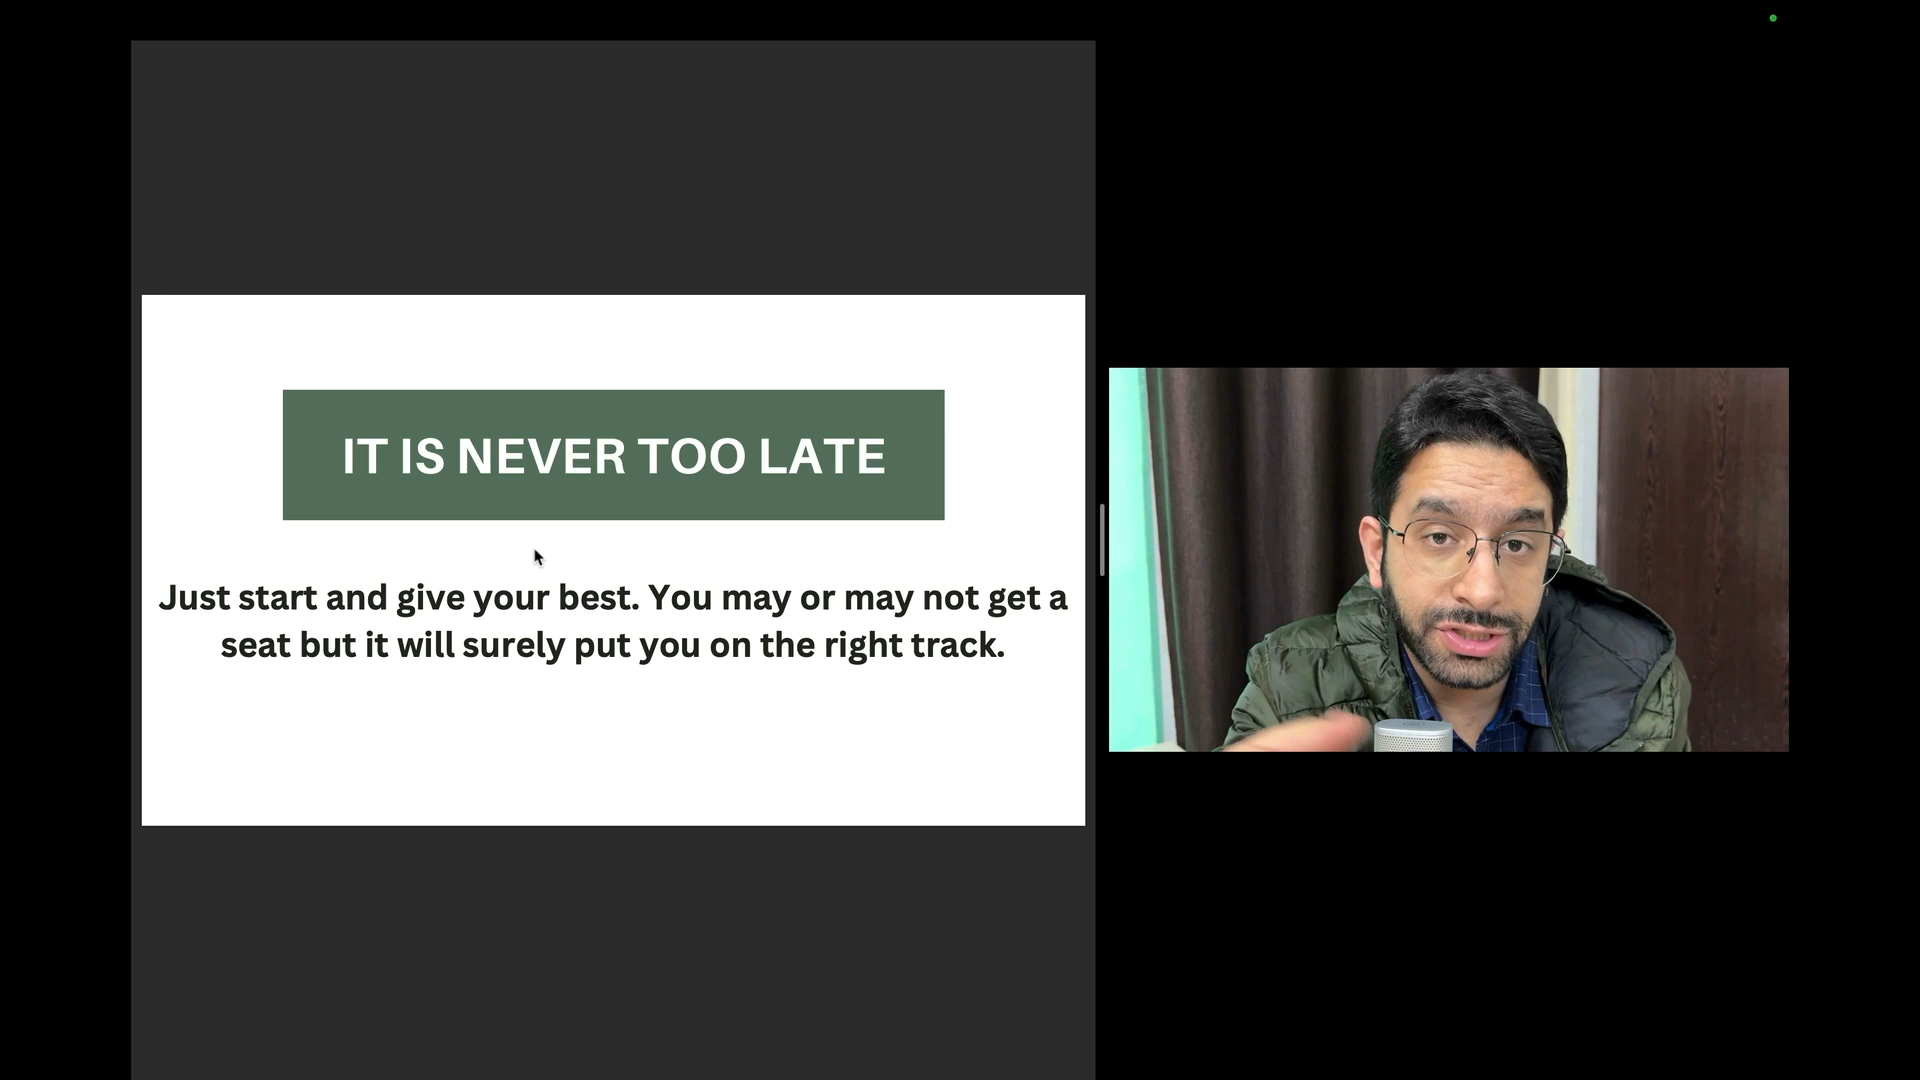 IT IS NEVER TOO LATE
Just start and give your best. You may or may not get a
seat but it will surely put you on the right track.